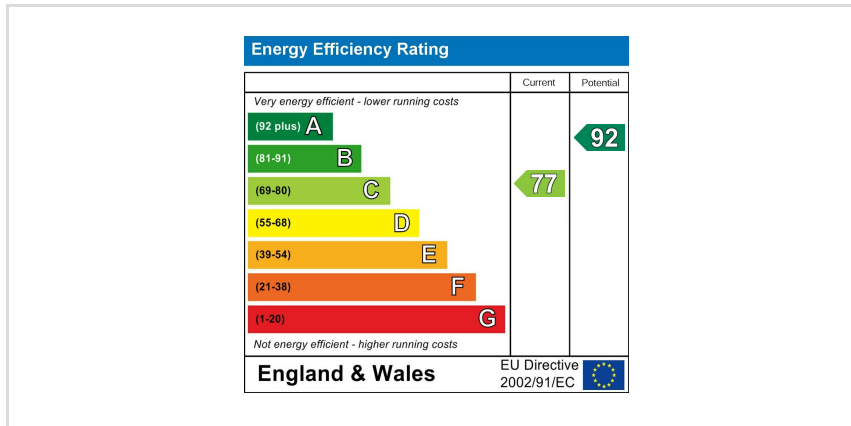 Energy Efficiency Rating
Current Potential
Very energy efficient - lower running costs
(92 plus) A
92
(81-91) B
(69-80) C
77
(55-68) D
(39-54) E
(21-38) F
(1-20) G
Not energy efficient - higher running costs
England & Wales
EU Directive
2002/91/EC